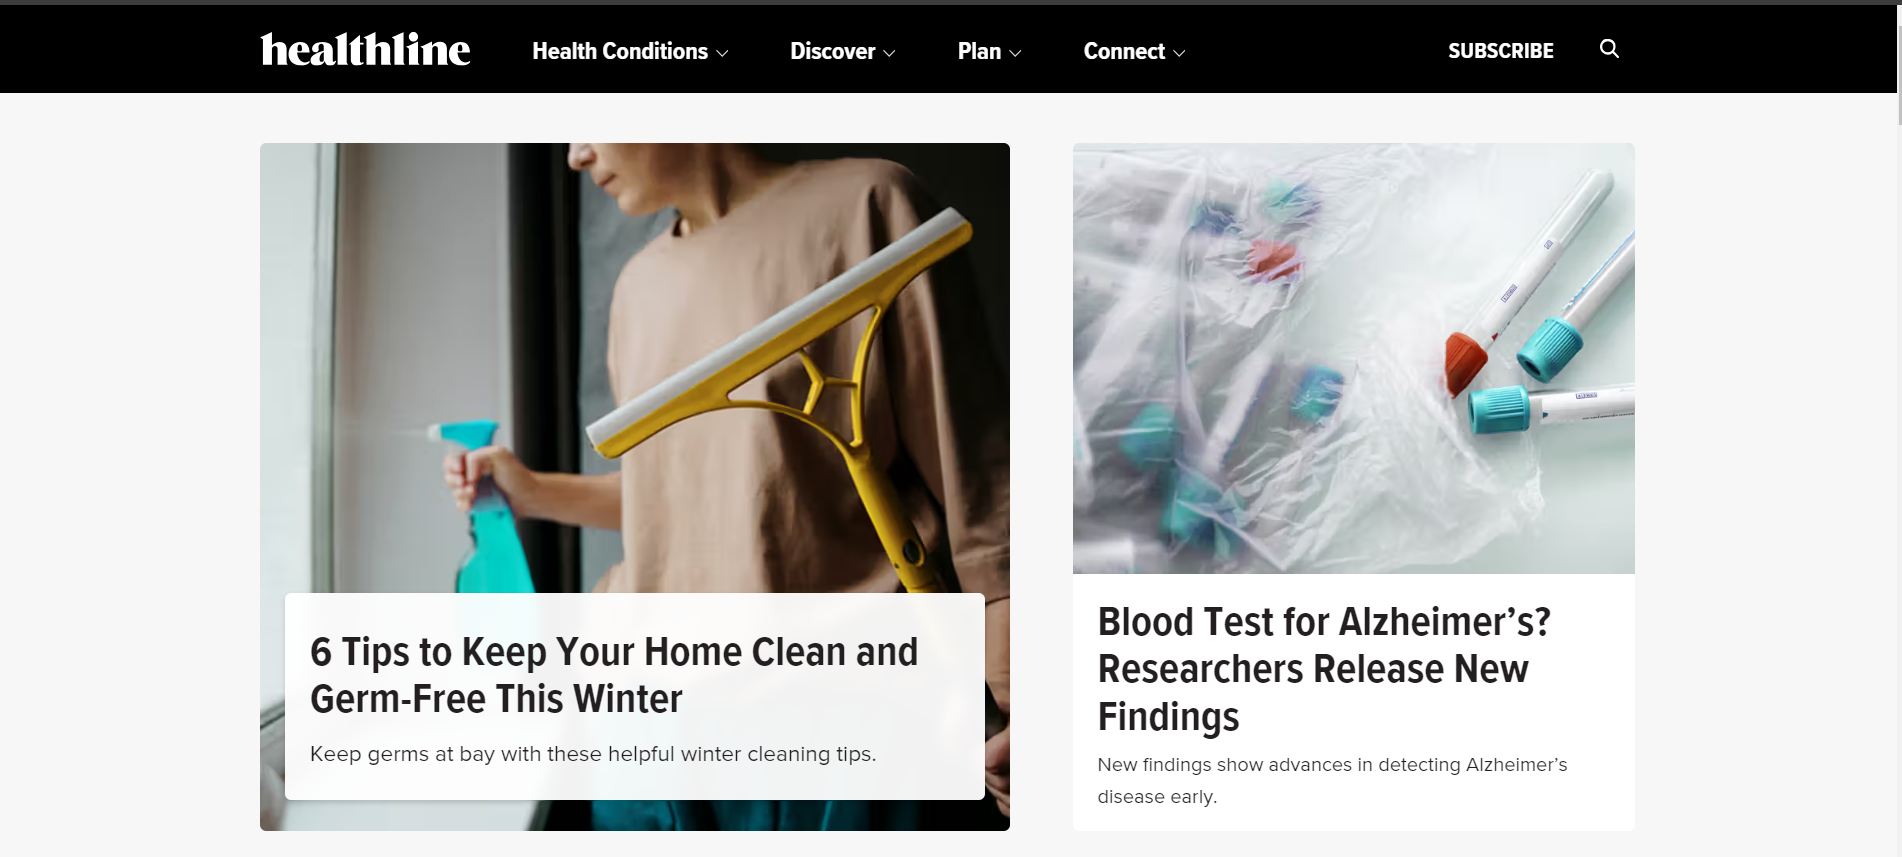 healthline
Health Conditions
Discover
Plan
Connect
SUBSCRIBE
6 Tips to Keep Your Home Clean and
Germ-Free This Winter
Keep germs at bay with these helpful winter cleaning tips.
Blood Test for Alzheimer’s?
Researchers Release New
Findings
New findings show advances in detecting Alzheimer’s
disease early.